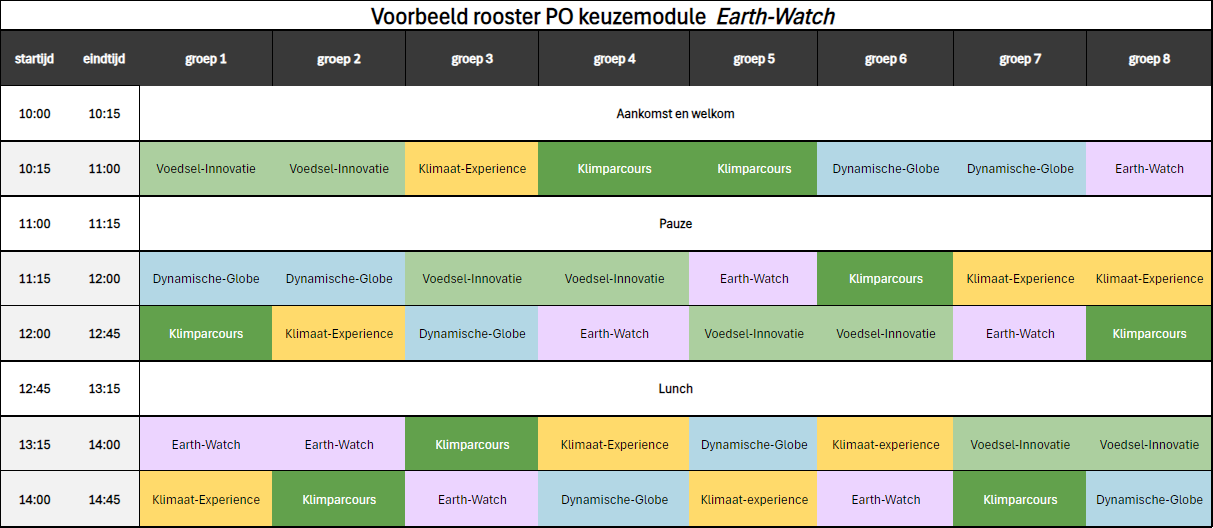 Voorbeeld rooster PO keuzemodule Earth-Watch
startijd eindtijd groep 1 groep 2 groep 3 groep 4 groep 5 groep 6 groep 7 groep 8
10:00 10:15 Aankomst en welkom
10:15 11:00 Voedsel-Innovatie Voedsel-Innovatie Klimaat-Experience Klimparcours Klimparcours Dynamische-Globe Dynamische-Globe Earth-Watch
11:00 11:15 Pauze
11:15 12:00 Dynamische-Globe Dynamische-Globe Voedsel-Innovatie Voedsel-Innovatie Earth-Watch Klimparcours Klimaat-Experience Klimaat-Experience
12:00 12:45 Klimparcours Klimaat-Experience Dynamische-Globe Earth-Watch Voedsel-Innovatie Voedsel-Innovatie Earth-Watch Klimparcours
12:45 13:15 Lunch
13:15 14:00 Earth-Watch Earth-Watch Klimparcours Klimaat-Experience Dynamische-Globe Klimaat-experience Voedsel-Innovatie Voedsel-Innovatie
14:00 14:45 Klimaat-Experience Klimparcours Earth-Watch Dynamische-Globe Klimaat-experience Earth-Watch Klimparcours Dynamische-Globe